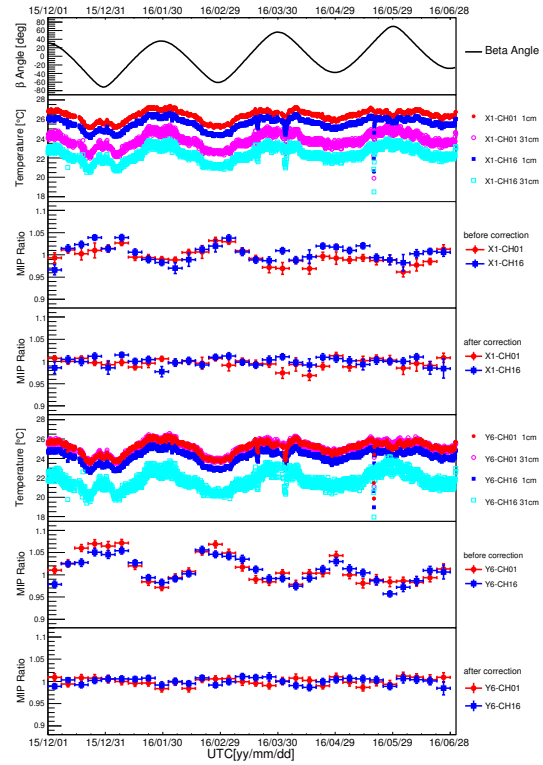 15/12/01 15/12/31 16/01/30 16/02/29 16/03/30 16/04/29 16/05/29 16/06/28
β Angle [deg]
80
60
40
20
0
-20
-40
-60
-80
Beta Angle
Temperature [°C]
28
26
24
22
20
18
X1-CH01 1cm
X1-CH01 31cm
X1-CH16 1cm
X1-CH16 31cm
MIP Ratio
1.1
1.05
1
0.95
0.9
before correction
X1-CH01
X1-CH16
MIP Ratio
1.1
1.05
1
0.95
0.9
after correction
X1-CH01
X1-CH16
Temperature [°C]
28
26
24
22
20
18
Y6-CH01 1cm
Y6-CH01 31cm
Y6-CH16 1cm
Y6-CH16 31cm
MIP Ratio
1.1
1.05
1
0.95
0.9
before correction
Y6-CH01
Y6-CH16
MIP Ratio
1.1
1.05
1
0.95
0.9
after correction
Y6-CH01
Y6-CH16
15/12/01 15/12/31 16/01/30 16/02/29 16/03/30 16/04/29 16/05/29 16/06/28
UTC[yy/mm/dd]